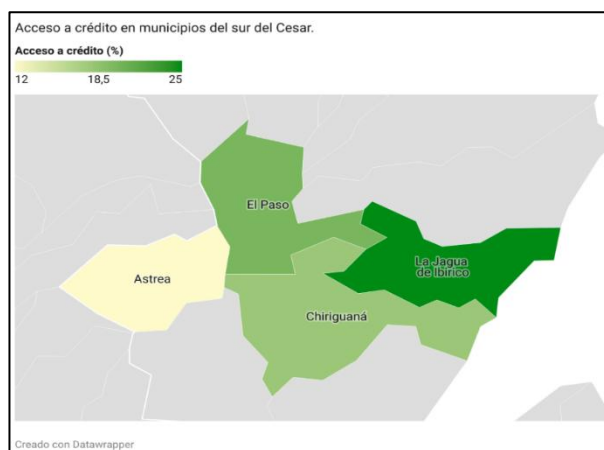 Acceso a crédito en municipios del sur del Cesar.
Acceso a crédito (%)
12 18,5 25
El Paso
La Jagua
de Ibirico
Astrea
Chiriguaná
Creado con Datawrapper